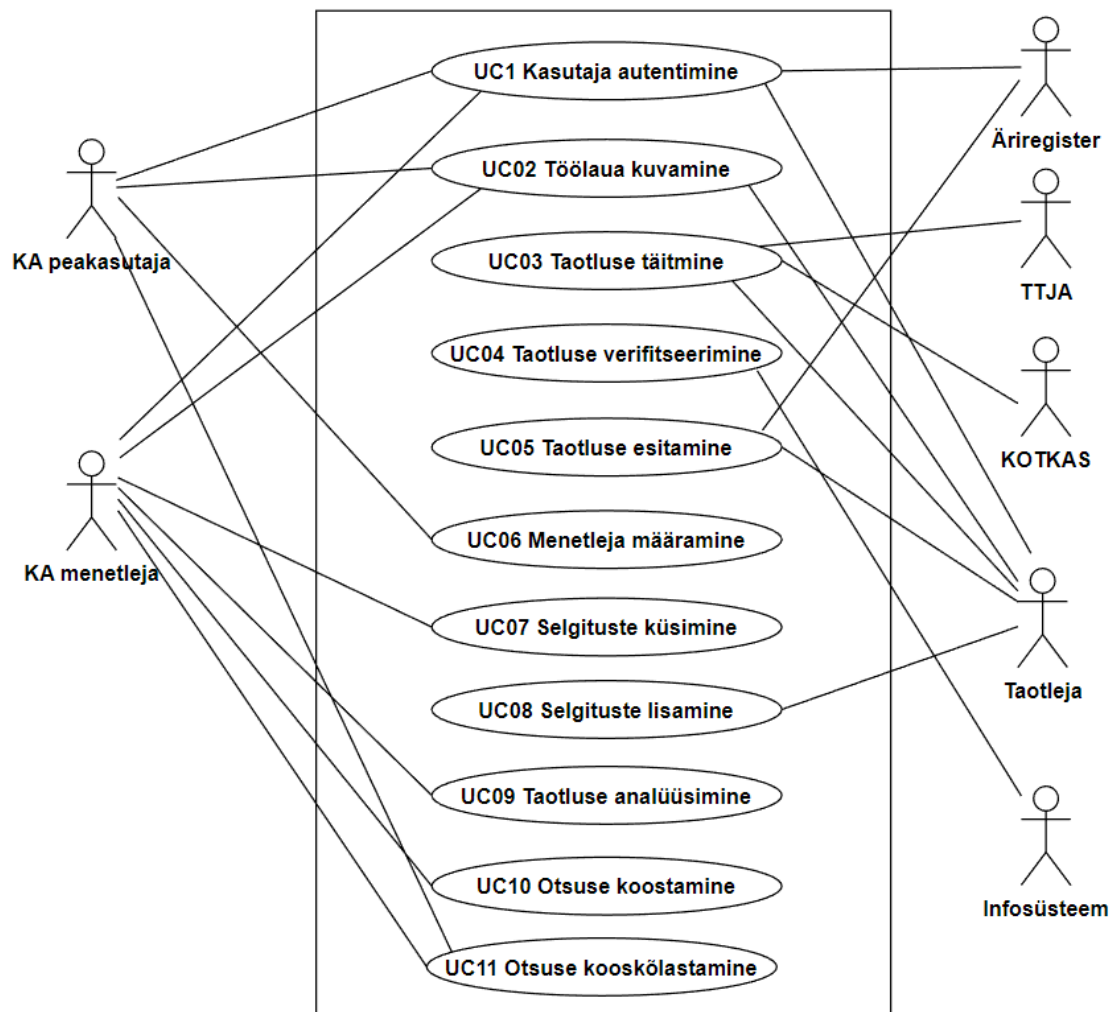 UC1 Kasutaja autentimine
Äriregister
UC02 Töölaua kuvamine
KA peakasutaja
UC03 Taotluse täitmine
TTJA
UC04 Taotluse verifitseerimine
UC05 Taotluse esitamine
KOTKAS
UC06 Menetleja määramine
KA menetleja
UC07 Selgituste küsimine
Taotleja
UC08 Selgituste lisamine
UC09 Taotluse analüüsimine
UC10 Otsuse koostamine
Infosüsteem
UC11 Otsuse kooskõlastamine